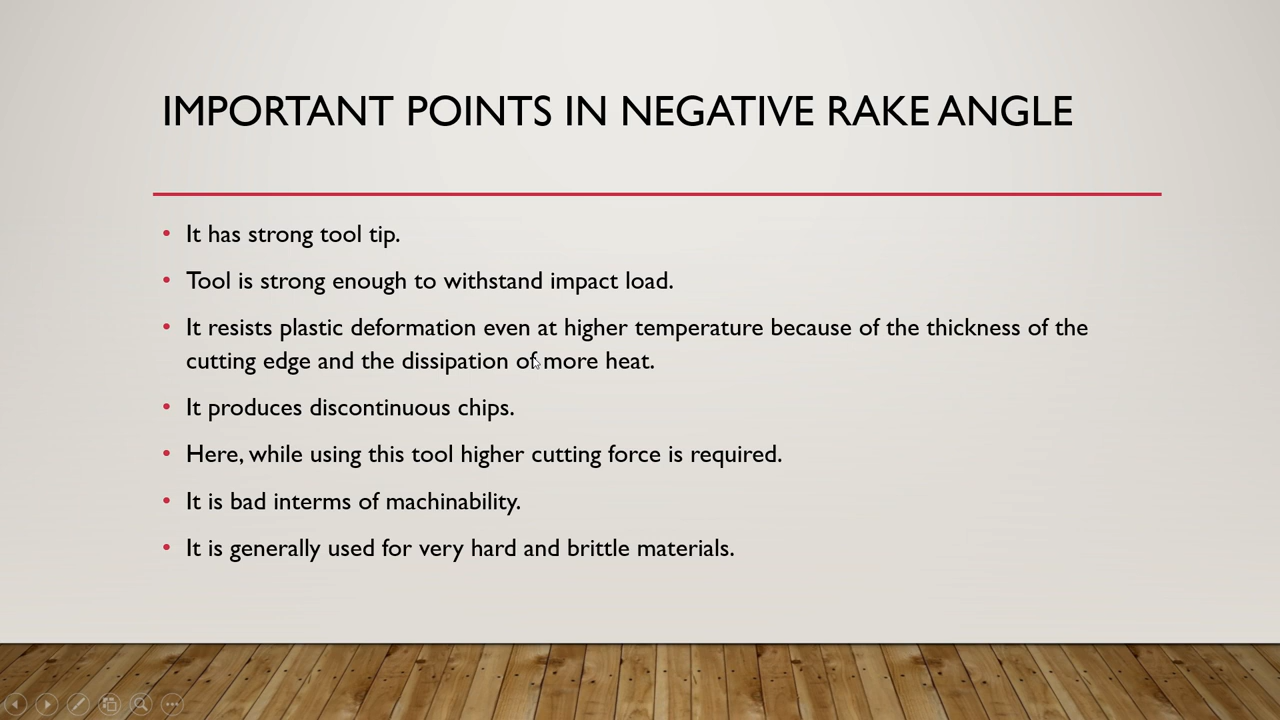 IMPORTANT POINTS IN NEGATIVE RAKE ANGLE
• It has strong tool tip.
• Tool is strong enough to withstand impact load.
• It resists plastic deformation even at higher temperature because of the thickness of the
cutting edge and the dissipation of more heat.
• It produces discontinuous chips.
• Here, while using this tool higher cutting force is required.
• It is bad interms of machinability.
• It is generally used for very hard and brittle materials.